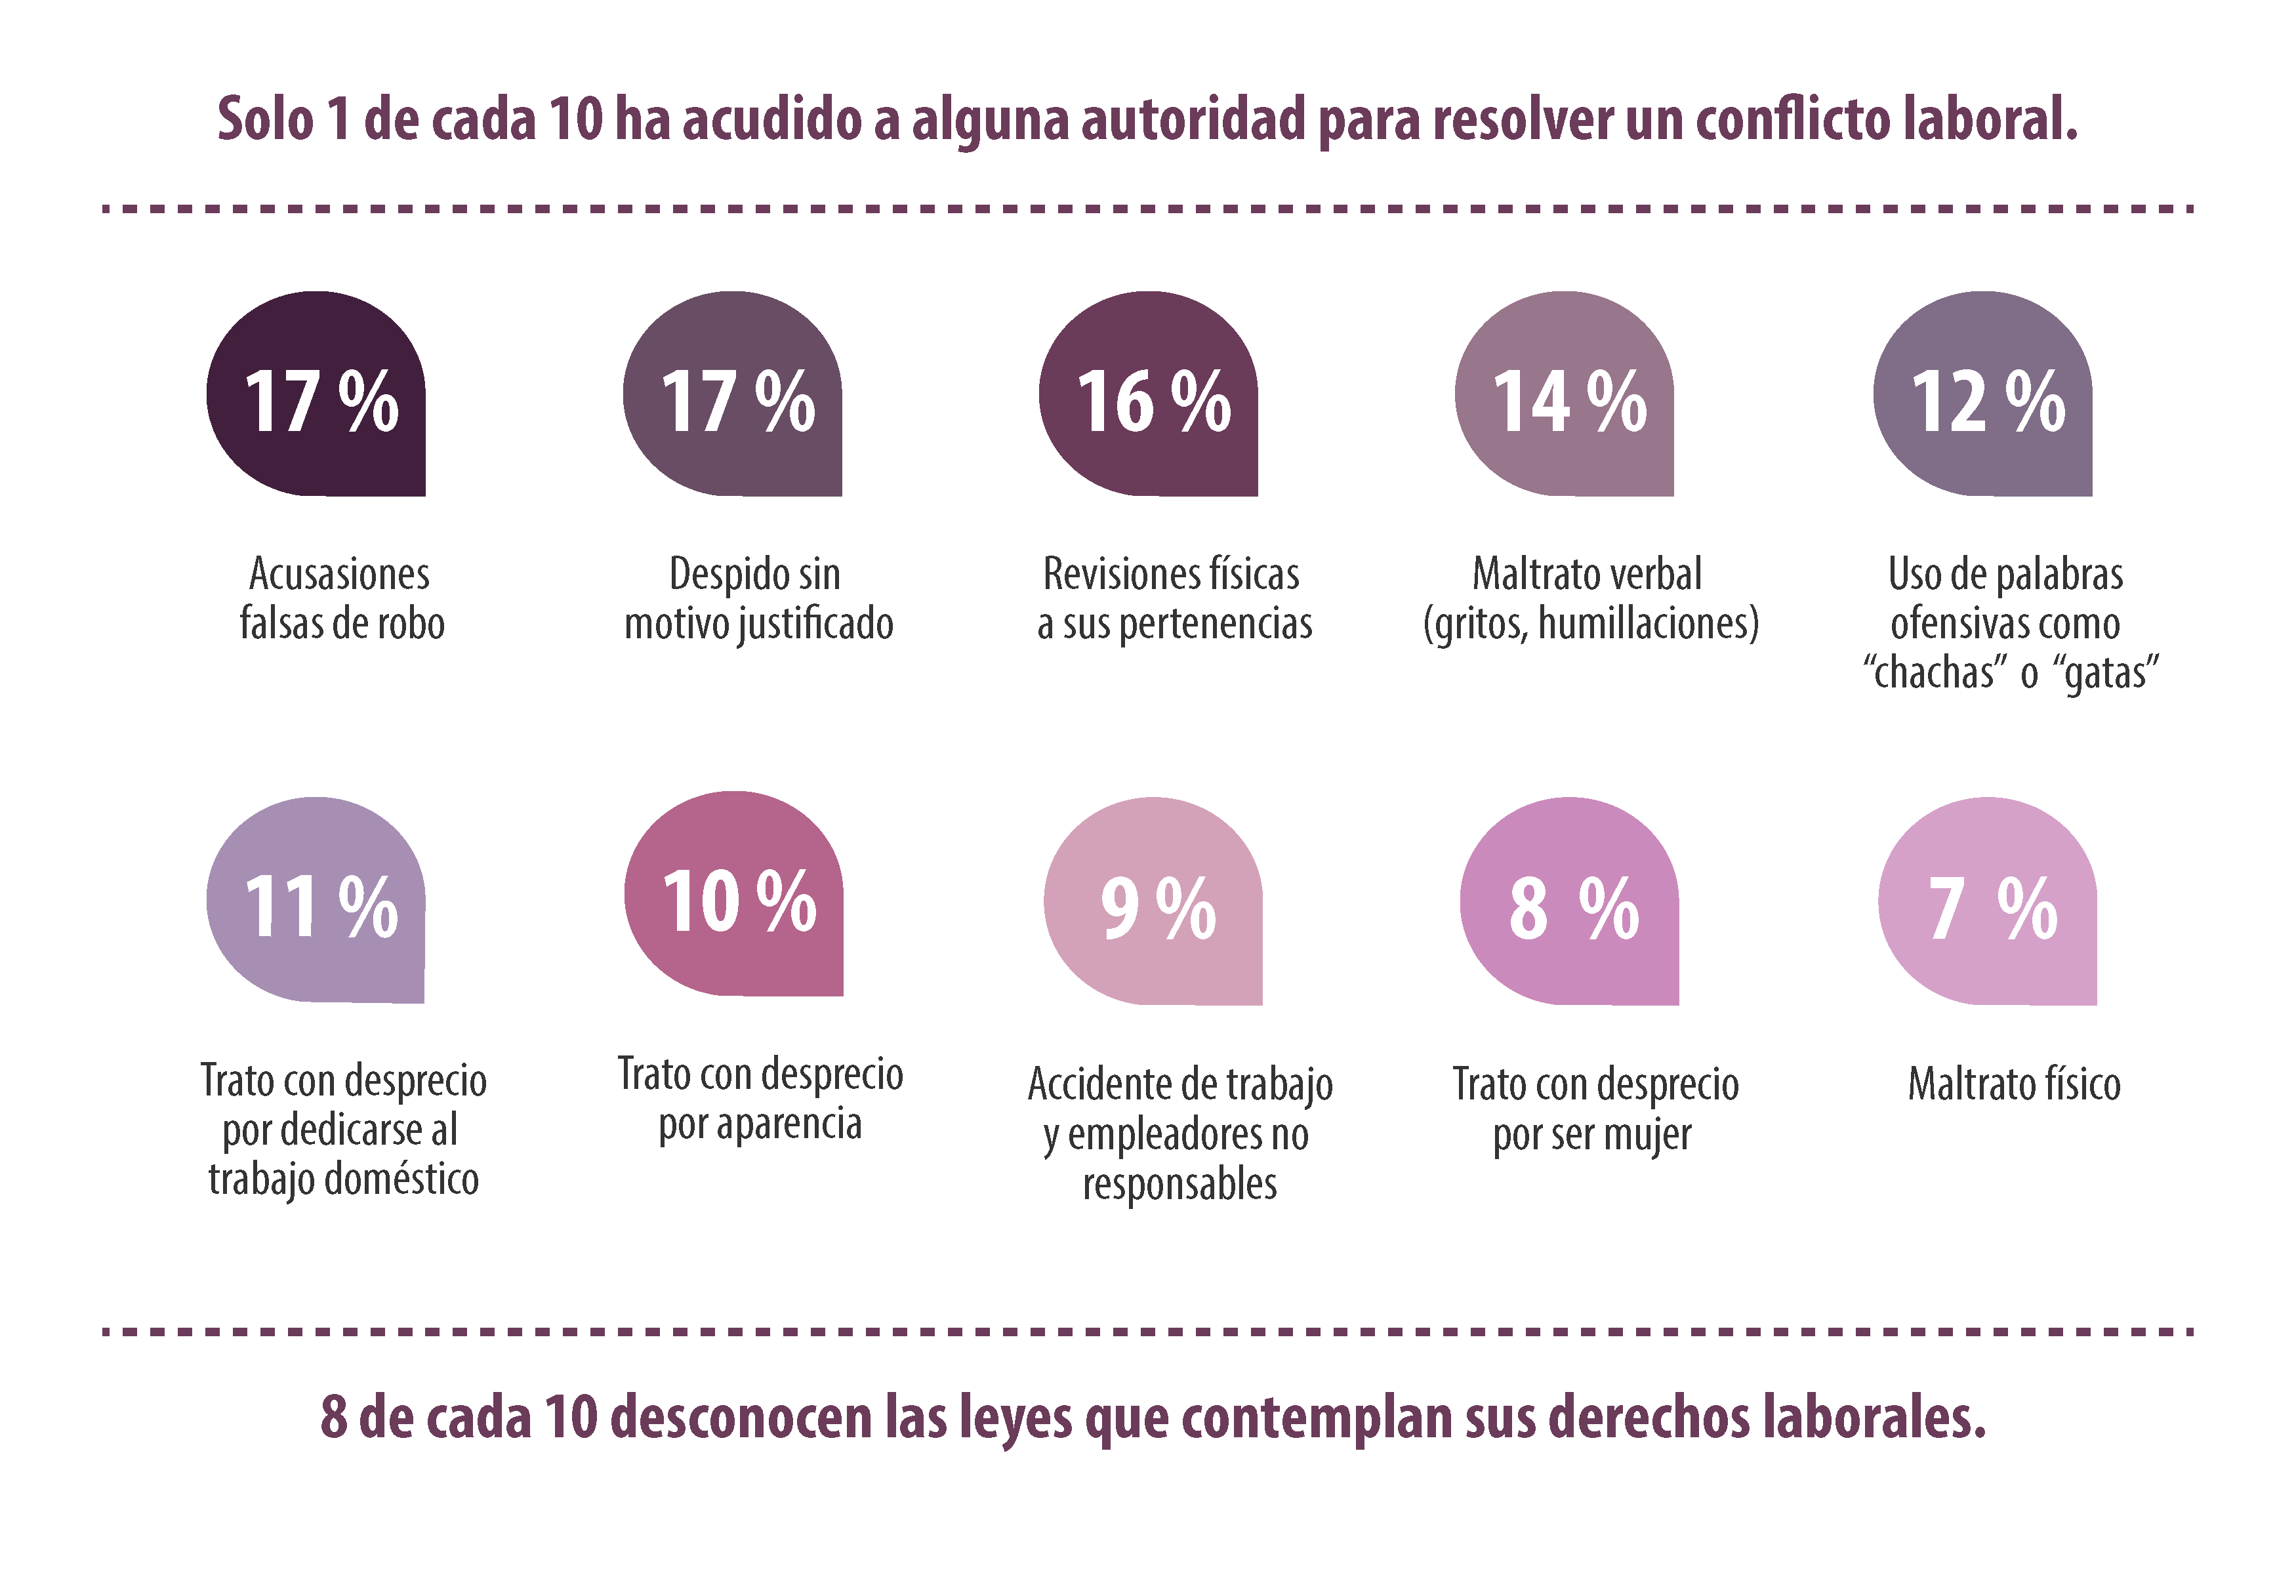 Solo 1 de cada 10 ha acudido a alguna autoridad para resolver un conflicto laboral.
17 %
Acusasiones
falsas de robo
17 %
Despido sin
motivo justificado
16 %
Revisiones físicas
a sus pertenencias
14 %
Maltrato verbal
(gritos, humillaciones)
12 %
Uso de palabras
ofensivas como
“chachas” o “gatas”
11 %
Trato con desprecio
por dedicarse al
trabajo doméstico
10 %
Trato con desprecio
por aparencia
9 %
Accidente de trabajo
y empleadores no
responsables
8 %
Trato con desprecio
por ser mujer
7 %
Maltrato físico
8 de cada 10 desconocen las leyes que contemplan sus derechos laborales.